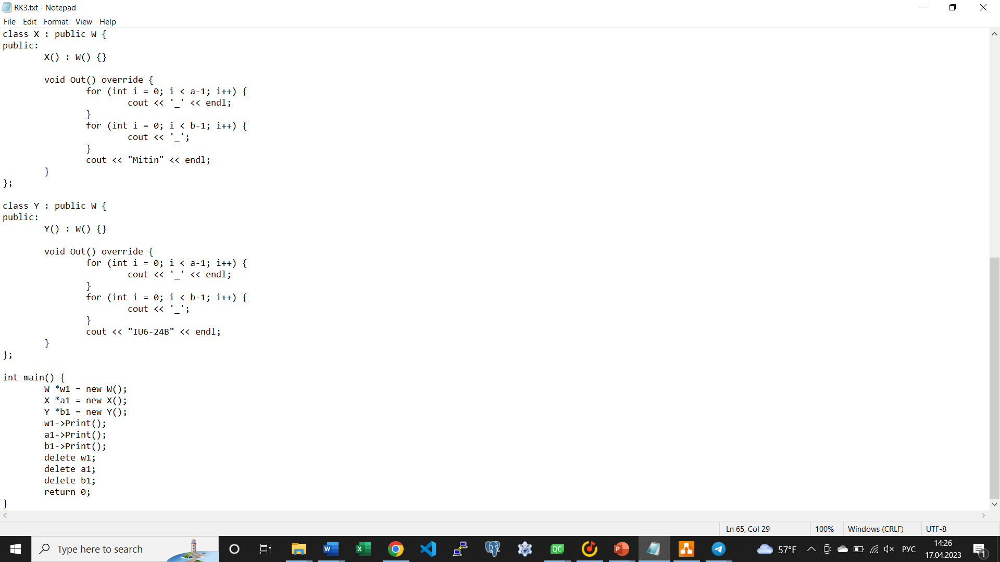 RK3.txt - Notepad
File Edit Format View Help
class X : public W {
public:
        X() : W() {}

        void Out() override {
                for (int i = 0; i < a-1; i++) {
                        cout << '_' << endl;
                }
                for (int i = 0; i < b-1; i++) {
                        cout << '_';
                }
                cout << "Mitin" << endl;
        }
};

class Y : public W {
public:
        Y() : W() {}

        void Out() override {
                for (int i = 0; i < a-1; i++) {
                        cout << '_' << endl;
                }
                for (int i = 0; i < b-1; i++) {
                        cout << '_';
                }
                cout << "IU6-24B" << endl;
        }
};

int main() {
        W *w1 = new W();
        X *a1 = new X();
        Y *b1 = new Y();
        w1->Print();
        a1->Print();
        b1->Print();
        delete w1;
        delete a1;
        delete b1;
        return 0;
}
Ln 65, Col 29 100% Windows (CRLF) UTF-8
Type here to search
W X QC P
57°F
РУС
14:26
17.04.2023
1